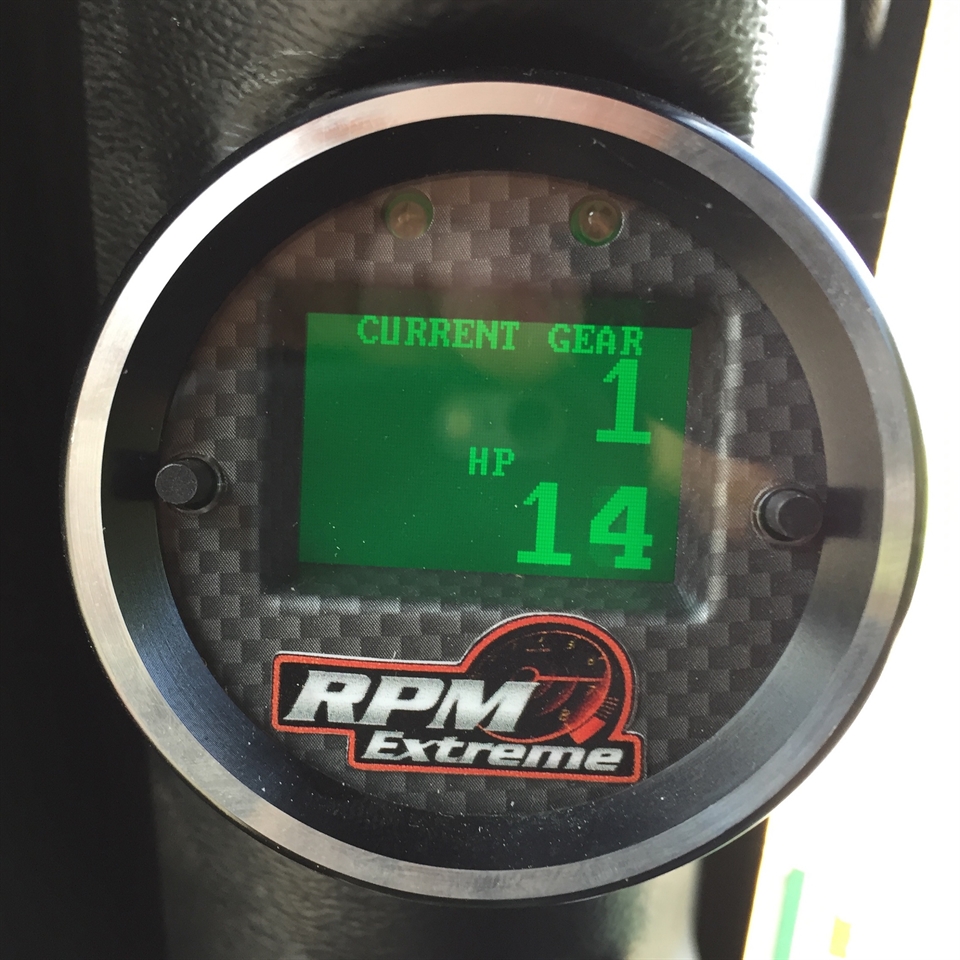 CURRENT GEAR
1
HP
14
RPM
Extreme